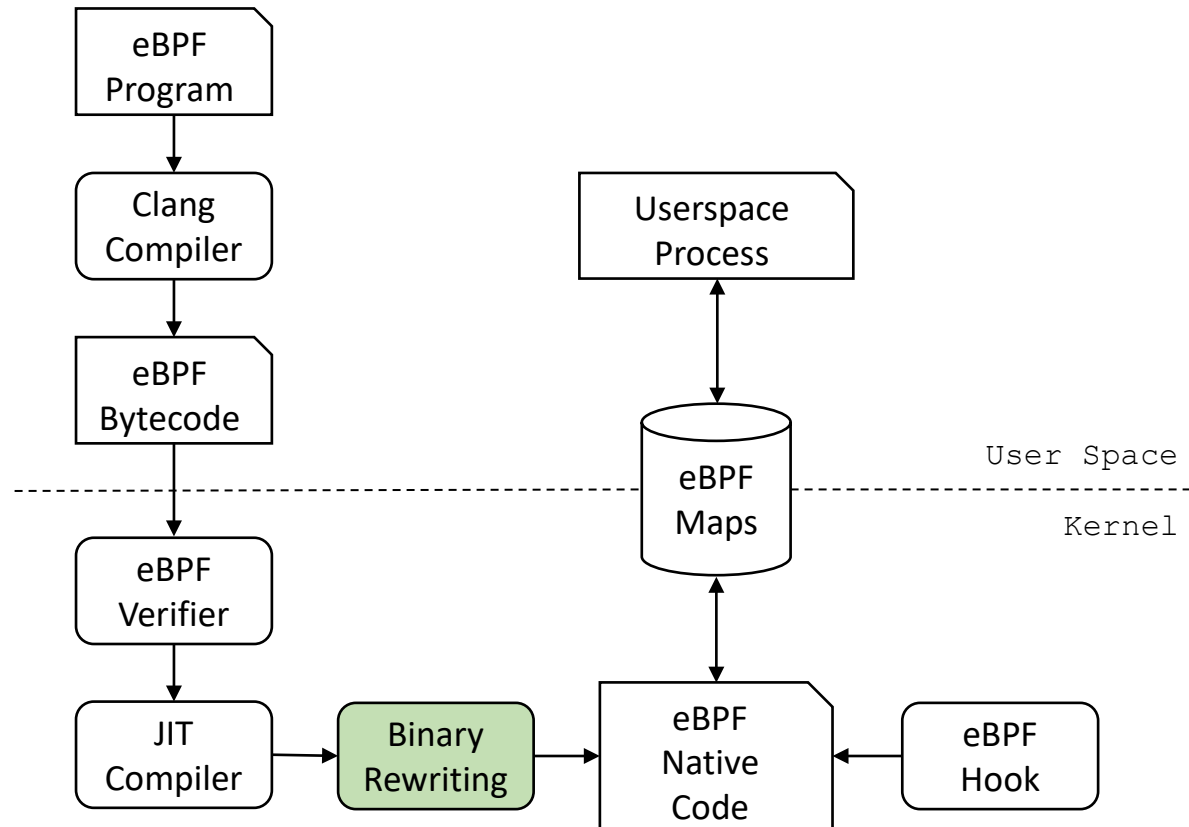 eBPF
Program
Clang
Compiler
Userspace
Process
eBPF
Bytecode
eBPF
Maps
User Space
Kernel
eBPF
Verifier
JIT
Compiler
Binary
Rewriting
eBPF
Native
Code
eBPF
Hook